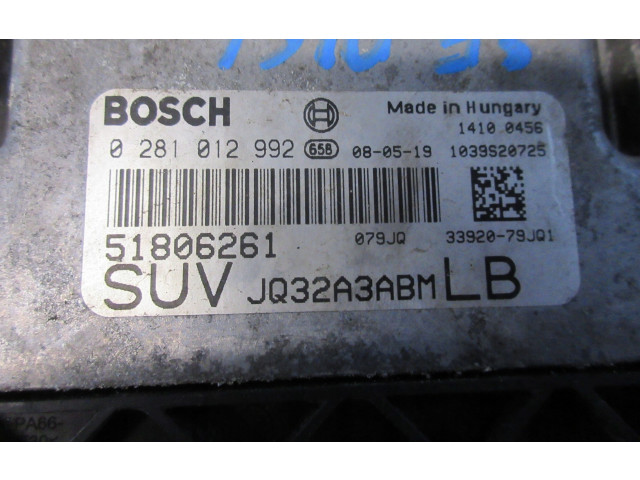 BOSCH Made in Hungary
1410 0456
0 281 012 992 658 08-05-19 1039S20725
51806261 079JQ 33920-79JQ1
SUV JQ32A3ABM LB
PA66-